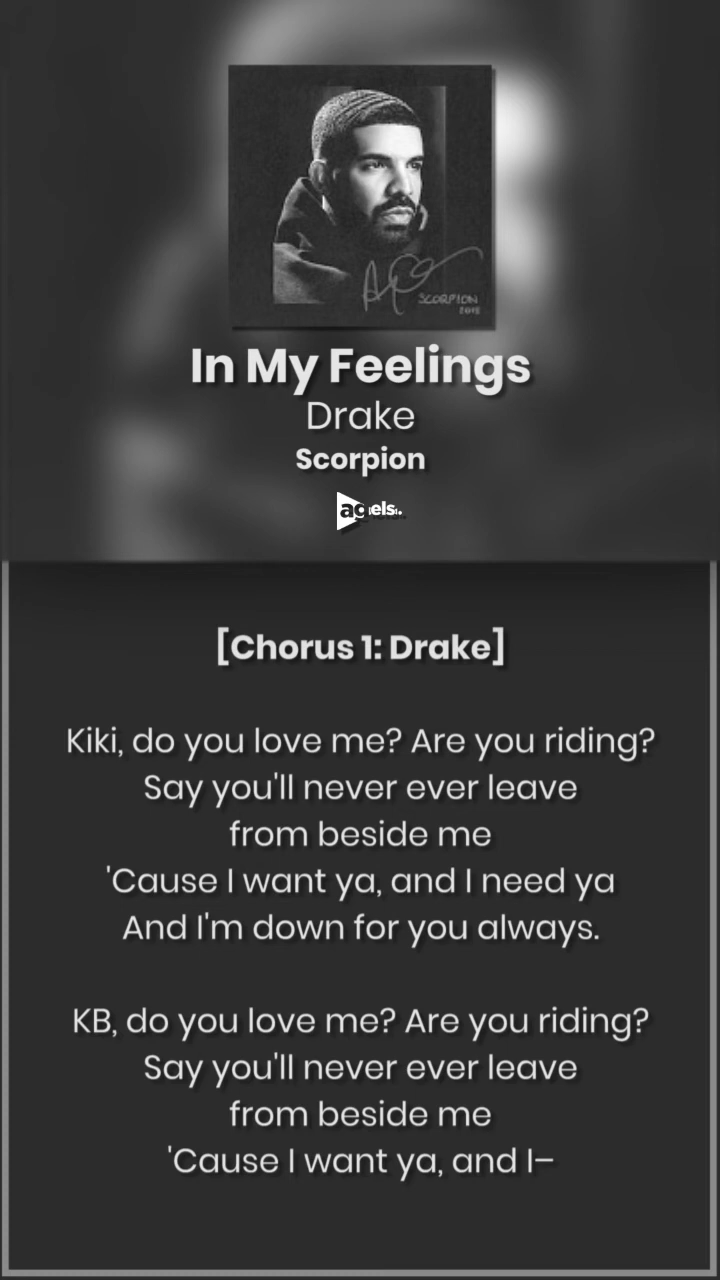 SCORPION
2018
In My Feelings
Drake
Scorpion
[Chorus 1: Drake]
Kiki, do you love me? Are you riding?
Say you'll never ever leave
from beside me
'Cause I want ya, and I need ya
And I'm down for you always.
KB, do you love me? Are you riding?
Say you'll never ever leave
from beside me
'Cause I want ya, and I–